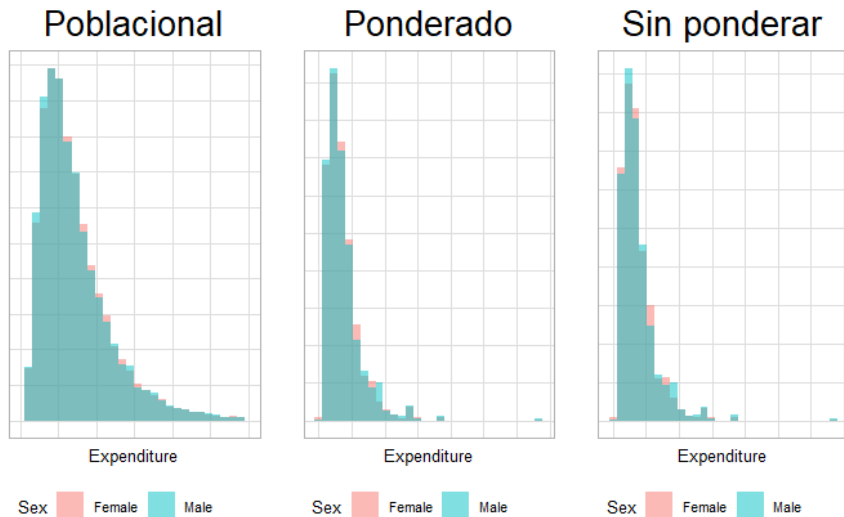 Poblacional
Ponderado
Sin ponderar
Expenditure
Expenditure
Expenditure
Sex Female Male
Sex Female Male
Sex Female Male